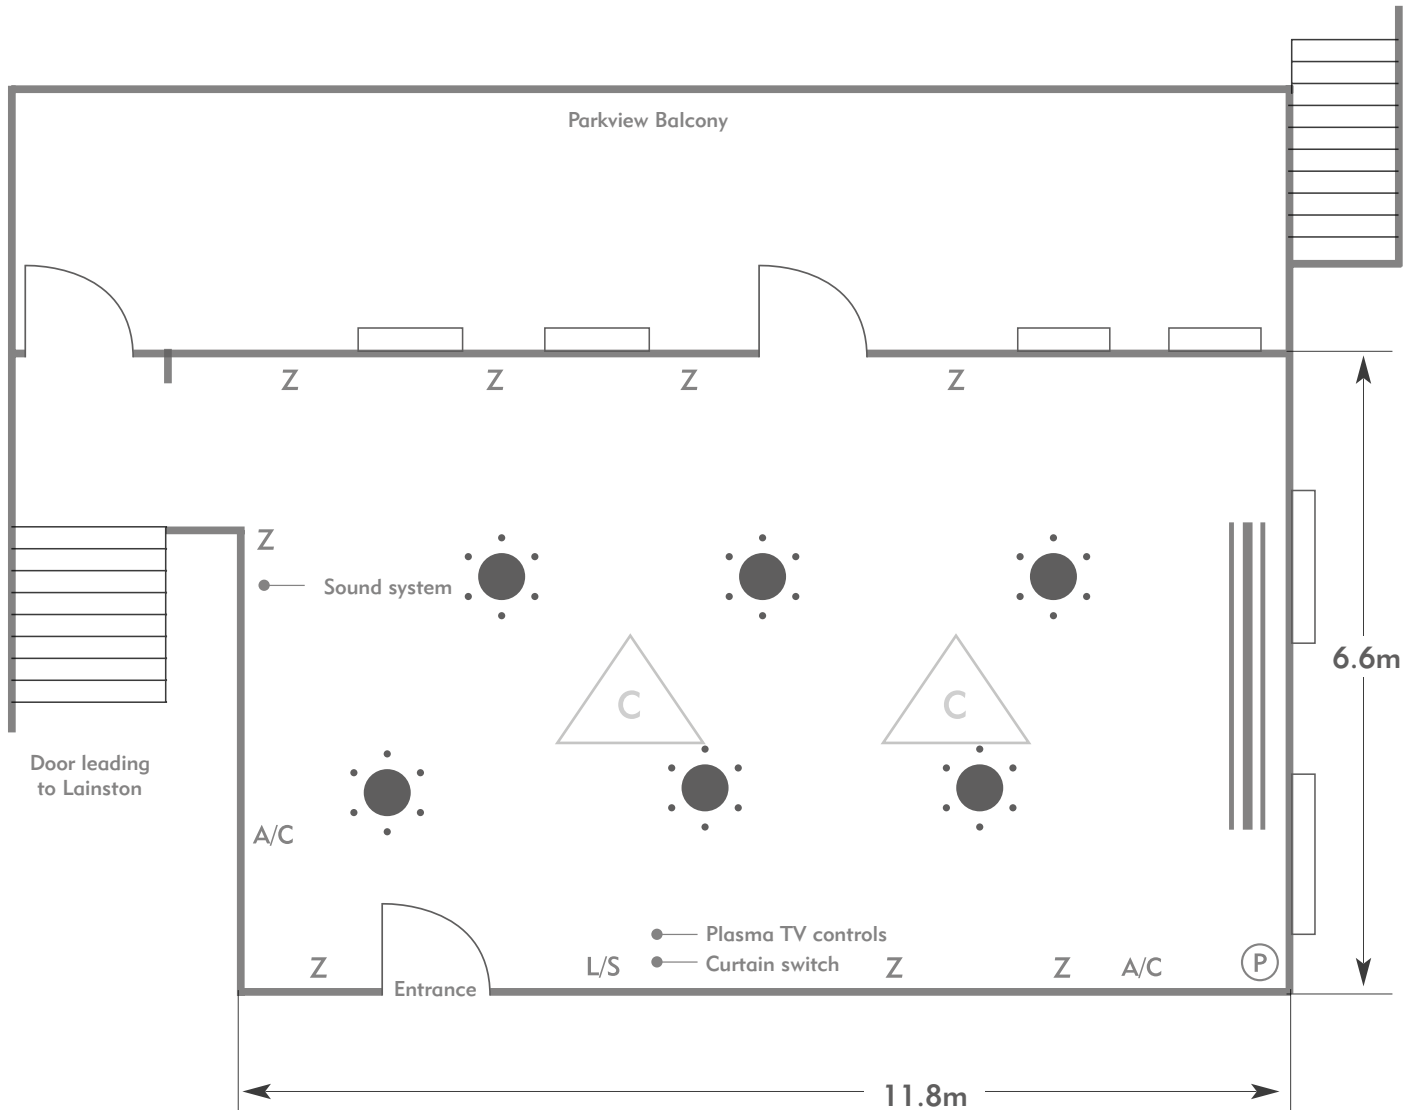 Parkview Balcony
Z
Z
Z
Z
Z
Sound system
C
C
6.6m
Door leading
to Lainston
A/C
Plasma TV controls
Z
L/S
Curtain switch
Z
Z
A/C
P
Entrance
11.8m